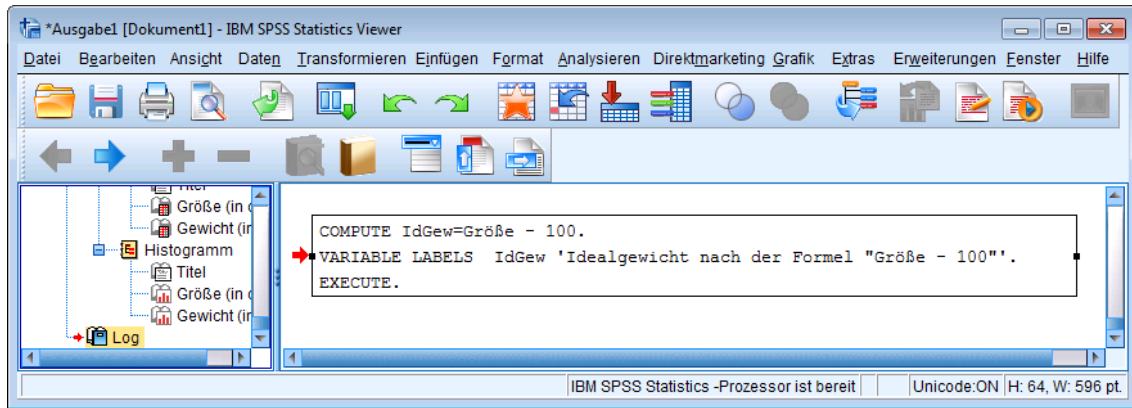 *Ausgabe1 [Dokument1] - IBM SPSS Statistics Viewer
Datei Bearbeiten Ansicht Daten Transformieren Einfügen Format Analysieren Direktmarketing Grafik Extras Erweiterungen Fenster Hilfe
Titel
Größe (in
Gewicht (in
Histogramm
Titel
Größe (in
Gewicht (in
Log
COMPUTE IdGew=Größe - 100.
VARIABLE LABELS IdGew 'Idealgewicht nach der Formel "Größe - 100"'.
EXECUTE.
IBM SPSS Statistics -Prozessor ist bereit Unicode:ON H: 64, W: 596 pt.